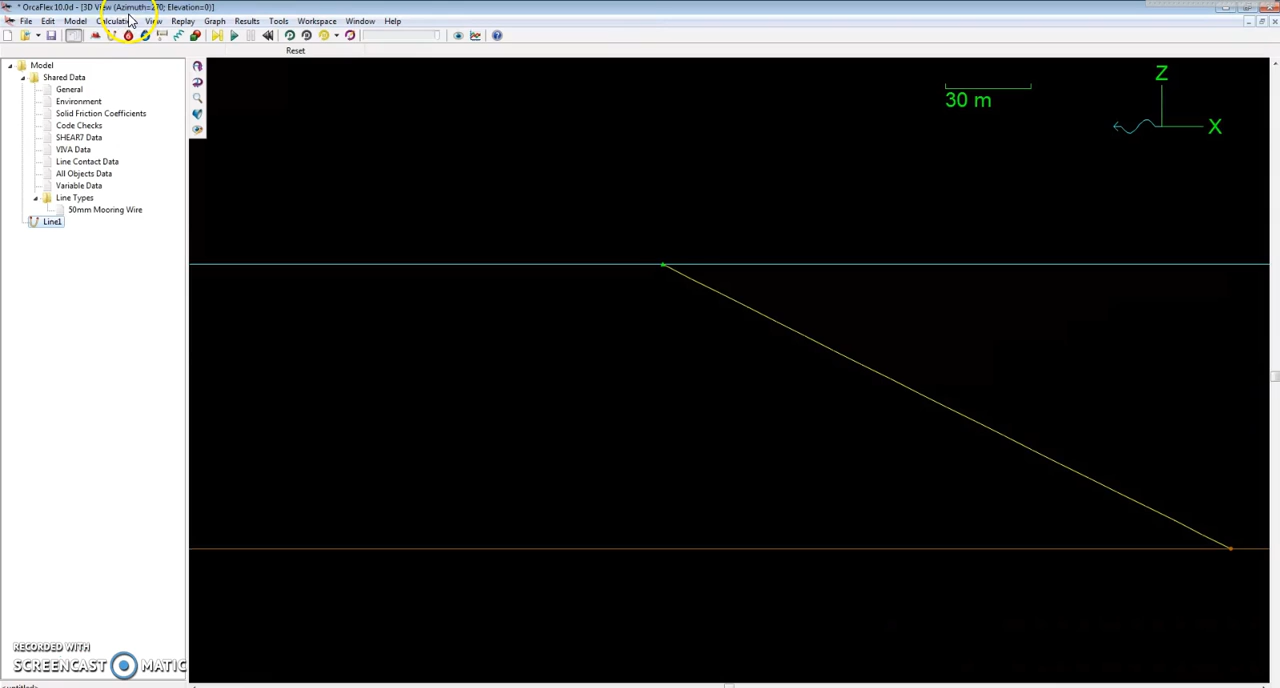 * OrcaFlex 10.0d - [3D View (Azimuth=270; Elevation=0)]
File Edit Model Calculation View Replay Graph Results Tools Workspace Window Help
Reset
Model
Shared Data
General
Environment
Solid Friction Coefficients
Code Checks
SHEAR7 Data
VIVA Data
Line Contact Data
All Objects Data
Variable Data
Line Types
50mm Mooring Wire
Line1
30 m
Z
X
RECORDED WITH
SCREENCAST MATIC
<untitled>